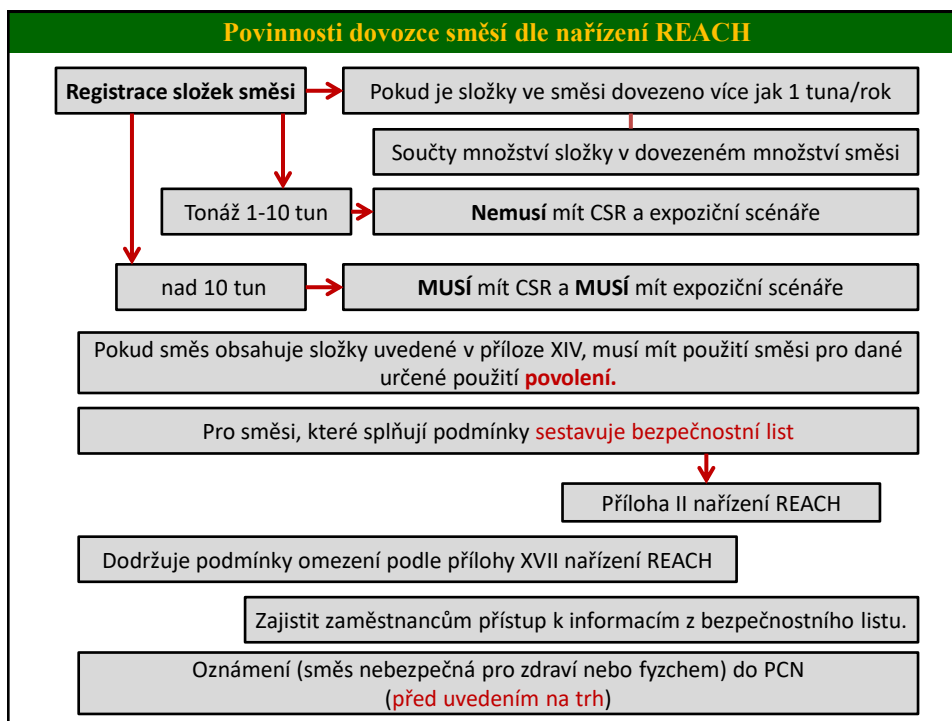 Povinnosti dovozce směsí dle nařízení REACH
Registrace složek směsi
Pokud je složky ve směsi dovezeno více jak 1 tuna/rok
Součty množství složky v dovezeném množství směsi
Tonáž 1-10 tun
Nemusí mít CSR a expoziční scénáře
nad 10 tun
MUSÍ mít CSR a MUSÍ mít expoziční scénáře
Pokud směs obsahuje složky uvedené v příloze XIV, musí mít použití směsi pro dané
určené použití povolení.
Pro směsi, které splňují podmínky sestavuje bezpečnostní list
Příloha II nařízení REACH
Dodržuje podmínky omezení podle přílohy XVII nařízení REACH
Zajistit zaměstnancům přístup k informacím z bezpečnostního listu.
Oznámení (směs nebezpečná pro zdraví nebo fyzchem) do PCN
(před uvedením na trh)